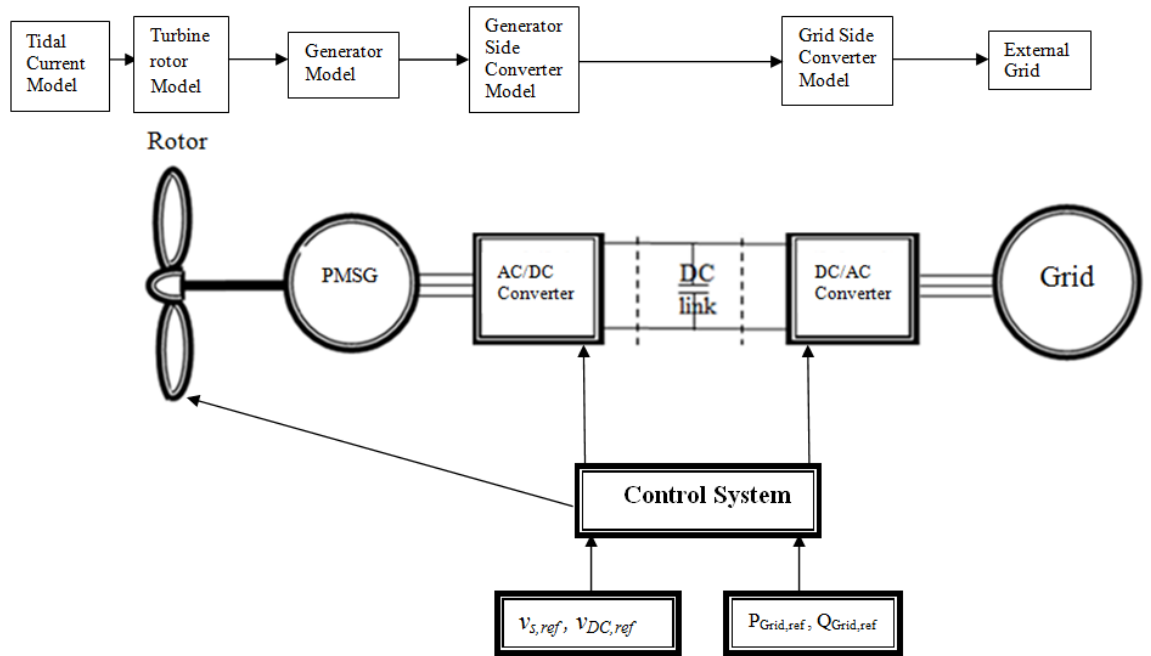 Tidal
Current
Model
Turbine
rotor
Model
Generator
Model
Generator
Side
Converter
Model
Grid Side
Converter
Model
External
Grid
Rotor
PMSG
AC/DC
Converter
DC
link
DC/AC
Converter
Grid
Control System
vs,ref, vDC,ref
PGrid,ref, QGrid,ref